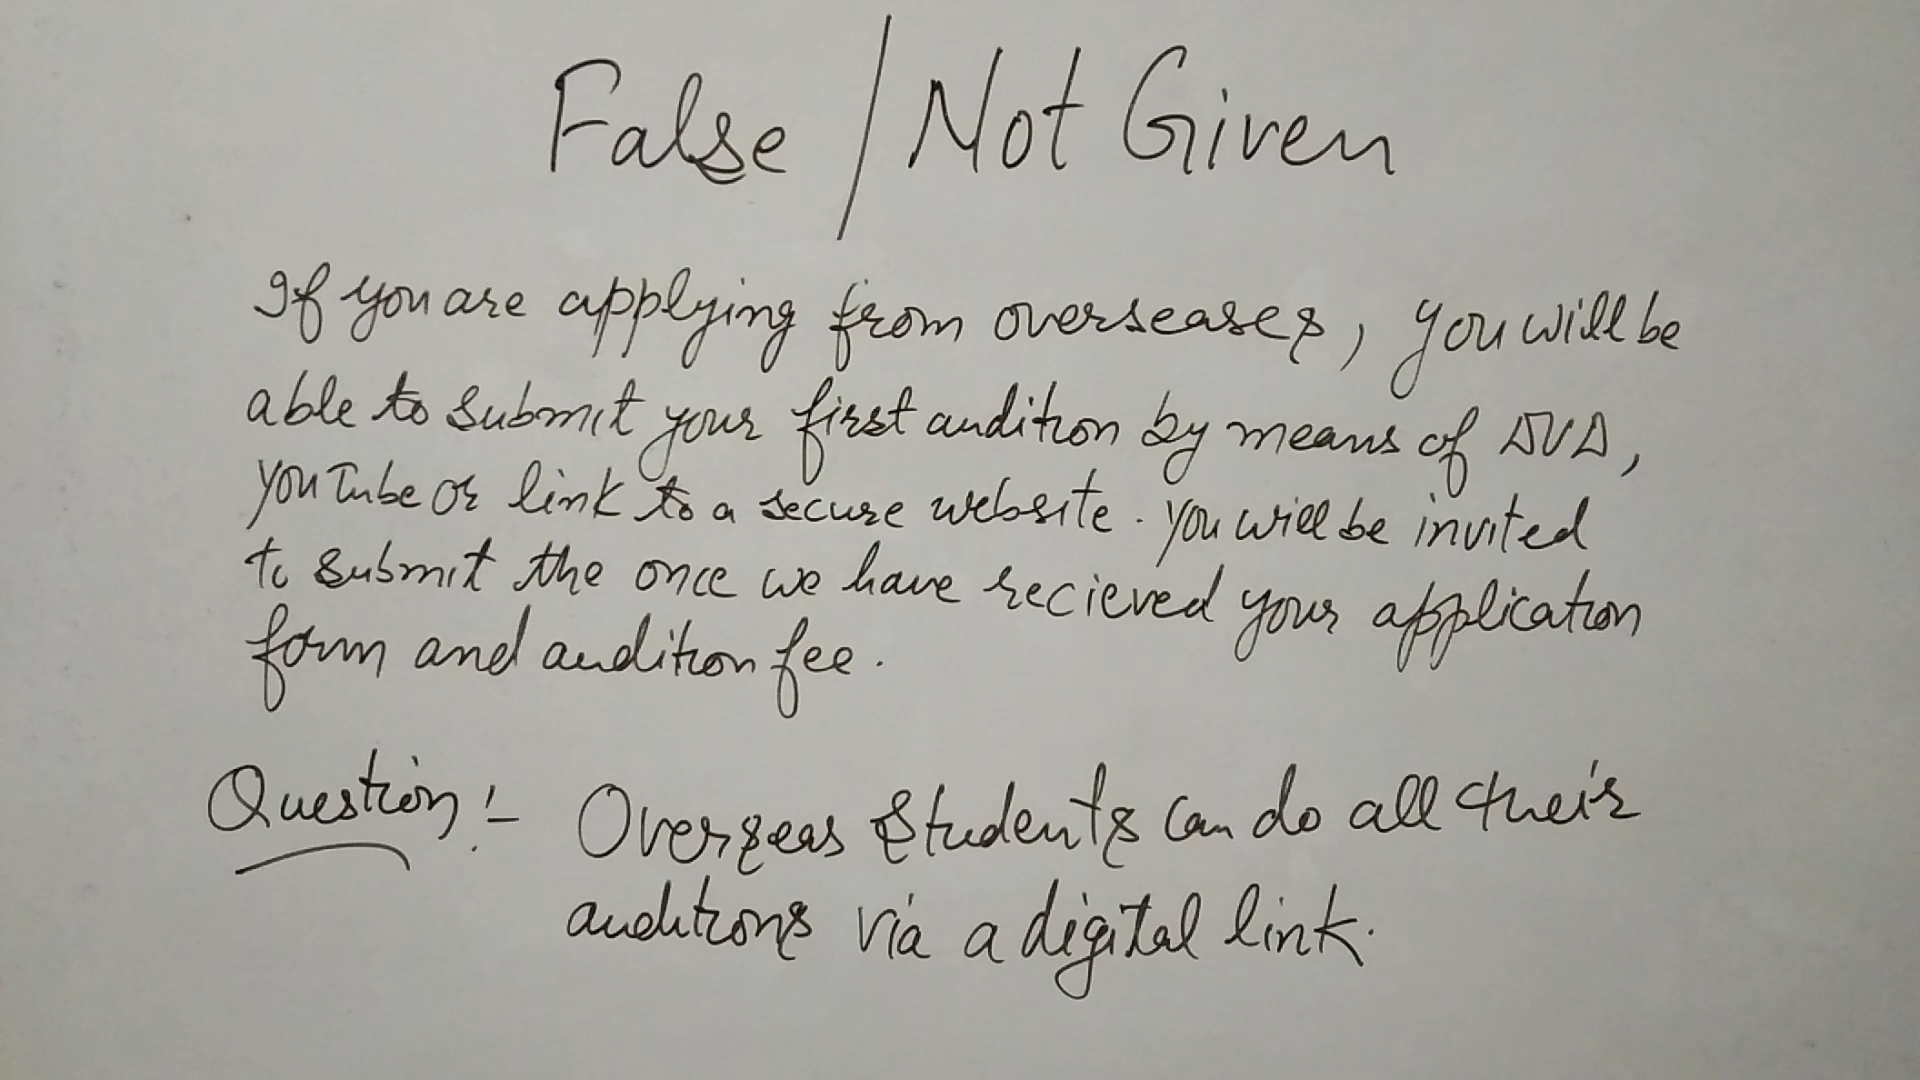 False / Not Given
If you are applying from overseases, you will be
able to submit your first audition by means of DVD,
YouTube or link to a secure website. You will be invited
to submit the once we have recieved your application
form and audition fee.
Question :- Overseas Students can do all their
auditions via a digital link.